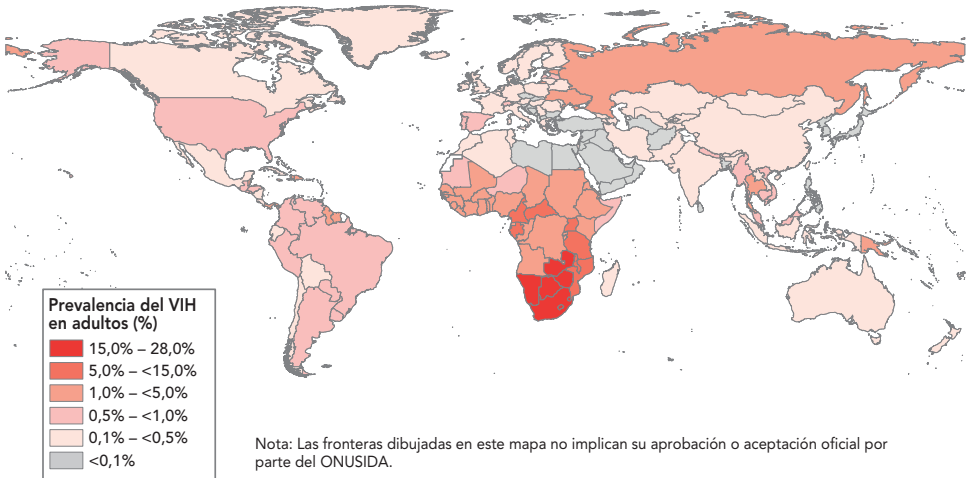 Prevalencia del VIH
en adultos (%)
15,0% – 28,0%
5,0% – <15,0%
1,0% – <5,0%
0,5% – <1,0%
0,1% – <0,5%
<0,1%
Nota: Las fronteras dibujadas en este mapa no implican su aprobación o aceptación oficial por
parte del ONUSIDA.